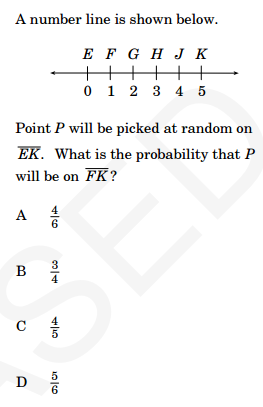 A number line is shown below.
E F G H J K
0 1 2 3 4 5
Point P will be picked at random on
EK. What is the probability that P
will be on FK?
A 4/6
B 3/4
C 4/5
D 5/6